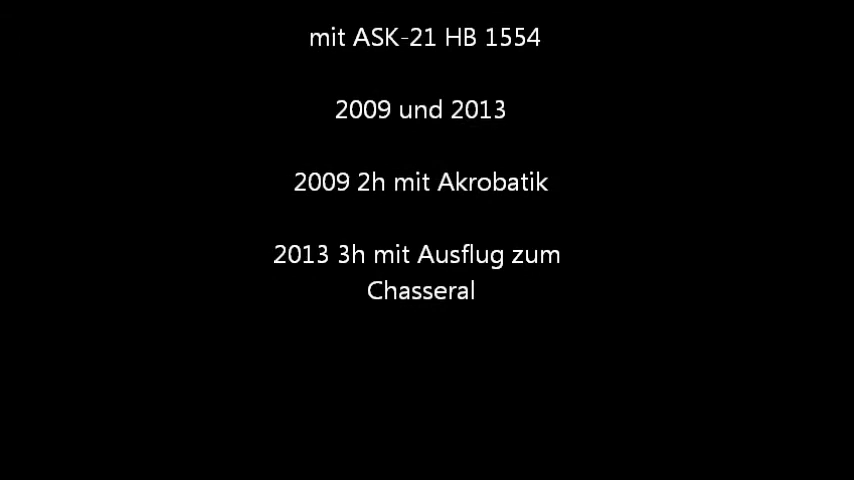 mit ASK-21 HB 1554
2009 und 2013
2009 2h mit Akrobatik
2013 3h mit Ausflug zum
Chasseral